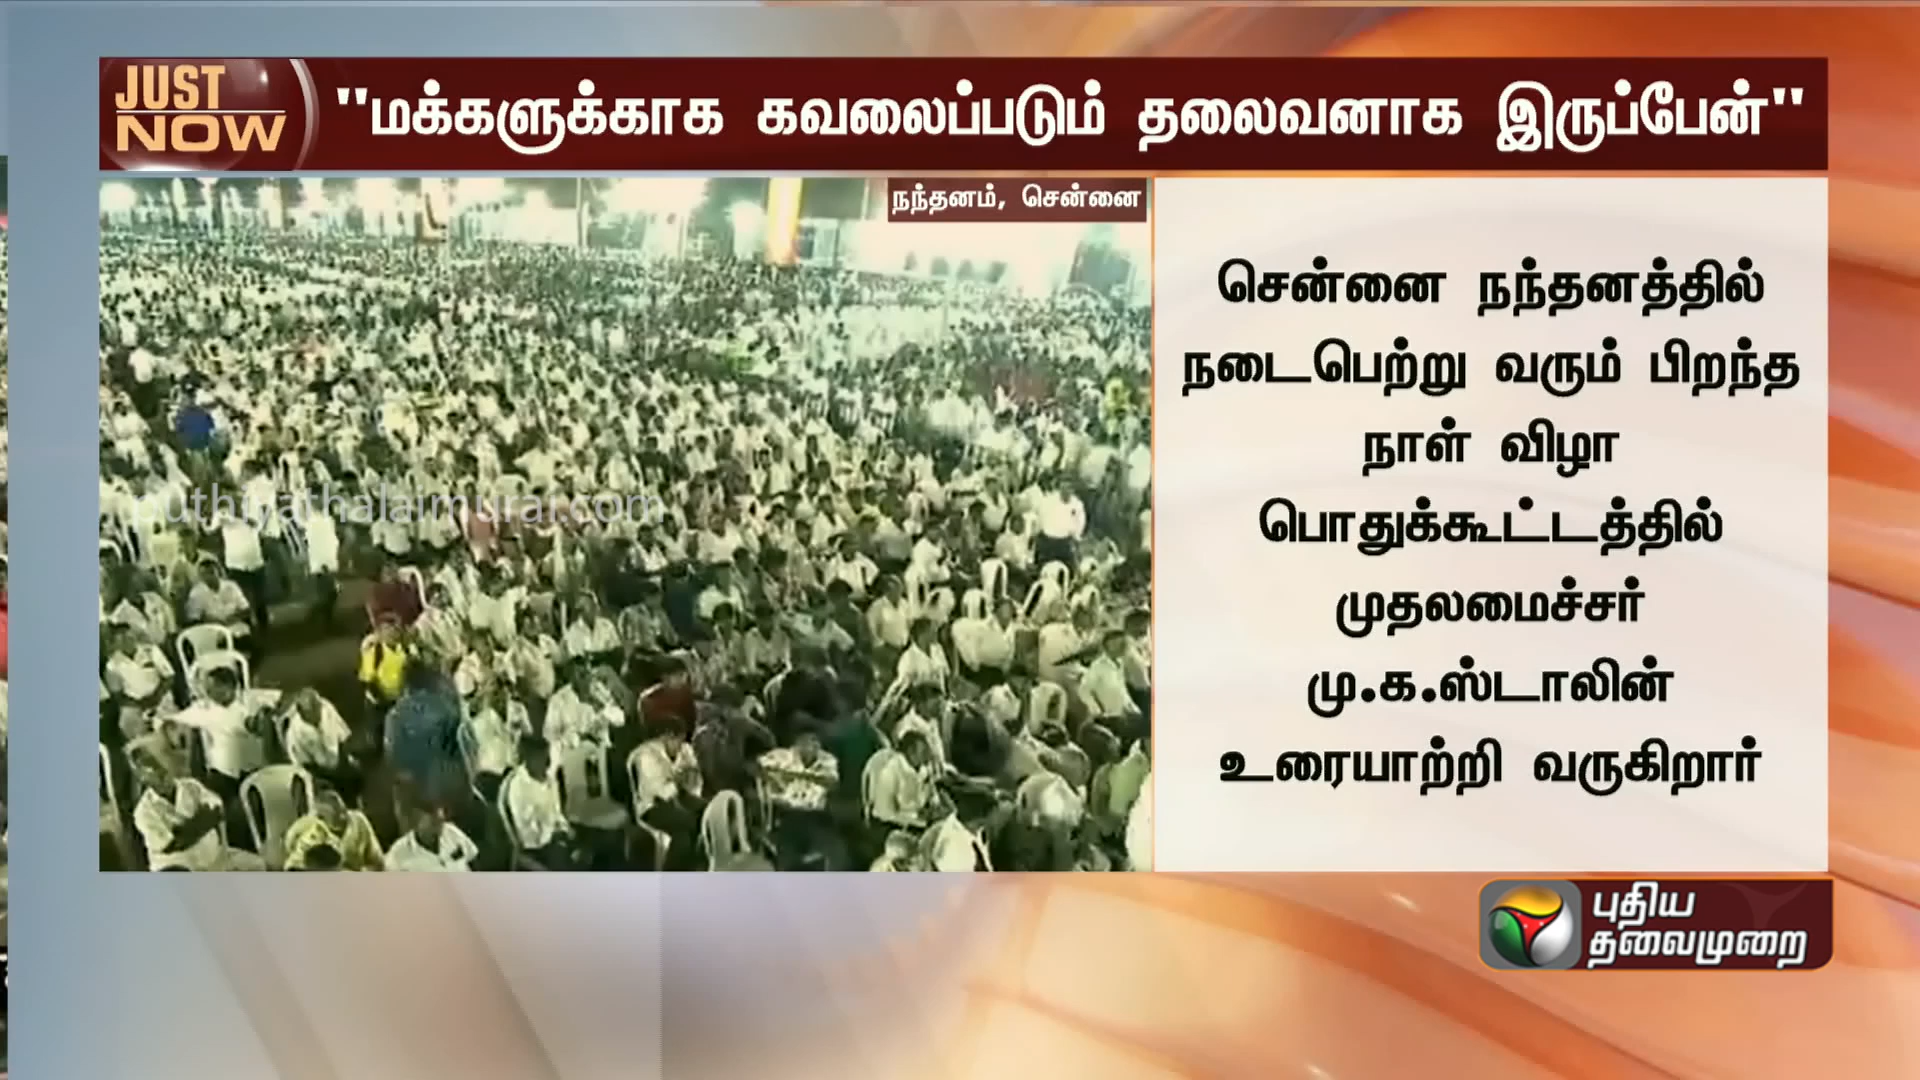 JUST
NOW
"மக்களுக்காக கவலைப்படும் தலைவனாக இருப்பேன்"
நந்தனம், சென்னை
puthiyathalaimurai.com
சென்னை நந்தனத்தில்
நடைபெற்று வரும் பிறந்த
நாள் விழா
பொதுக்கூட்டத்தில்
முதலமைச்சர்
மு.க.ஸ்டாலின்
உரையாற்றி வருகிறார்
புதிய
தலைமுறை